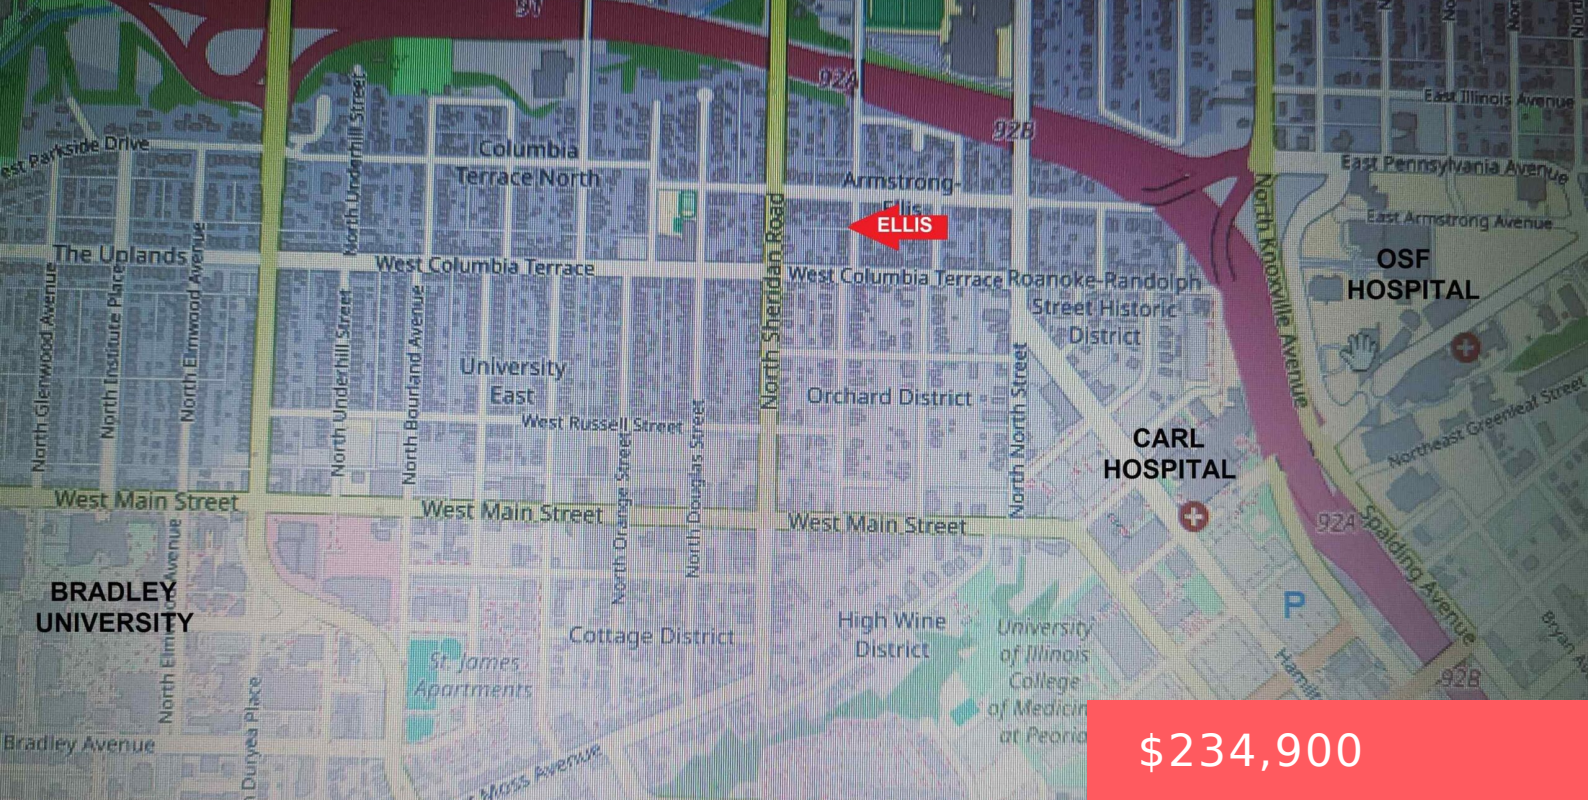 91
92A
92B
East Illinois Avenue
East Pennsylvania Avenue
East Armstrong Avenue
est Parkside Drive
North Underhill Street
Columbia
Terrace North
Armstrong-
Ellis
ELLIS
The Uplands
West Columbia Terrace
West Columbia Terrace
Roanoke-Randolph
Street Historic
District
OSF
HOSPITAL
North Glenwood Avenue
North Institute Place
North Elmwood Avenue
North Underhill Street
North Bourland Avenue
North Sheridan Road
North Knoxville Avenue
University
East
Orchard District
West Russell Street
North Orange Street
North Douglas Street
North North Street
Northeast Greenleaf Street
CARL
HOSPITAL
West Main Street
West Main Street
West Main Street
92A
Spalding Avenue
BRADLEY
UNIVERSITY
North Elmwood Avenue
Cottage District
High Wine
District
P
St. James
Apartments
University
of Illinois
College
of Medicin
at Peoria
92B
Bradley Avenue
Duryea Place
Moss Avenue
$234,900